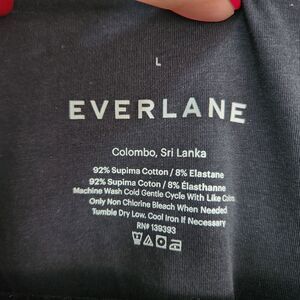 L
EVERLANE
Colombo, Sri Lanka
92% Supima Cotton / 8% Elastane
92% Supima Cotton / 8% Élasthanne
Machine Wash Cold Gentle Cycle With Like Colors
Only Non Chlorine Bleach When Needed
Tumble Dry Low. Cool Iron If Necessary
RN# 139393